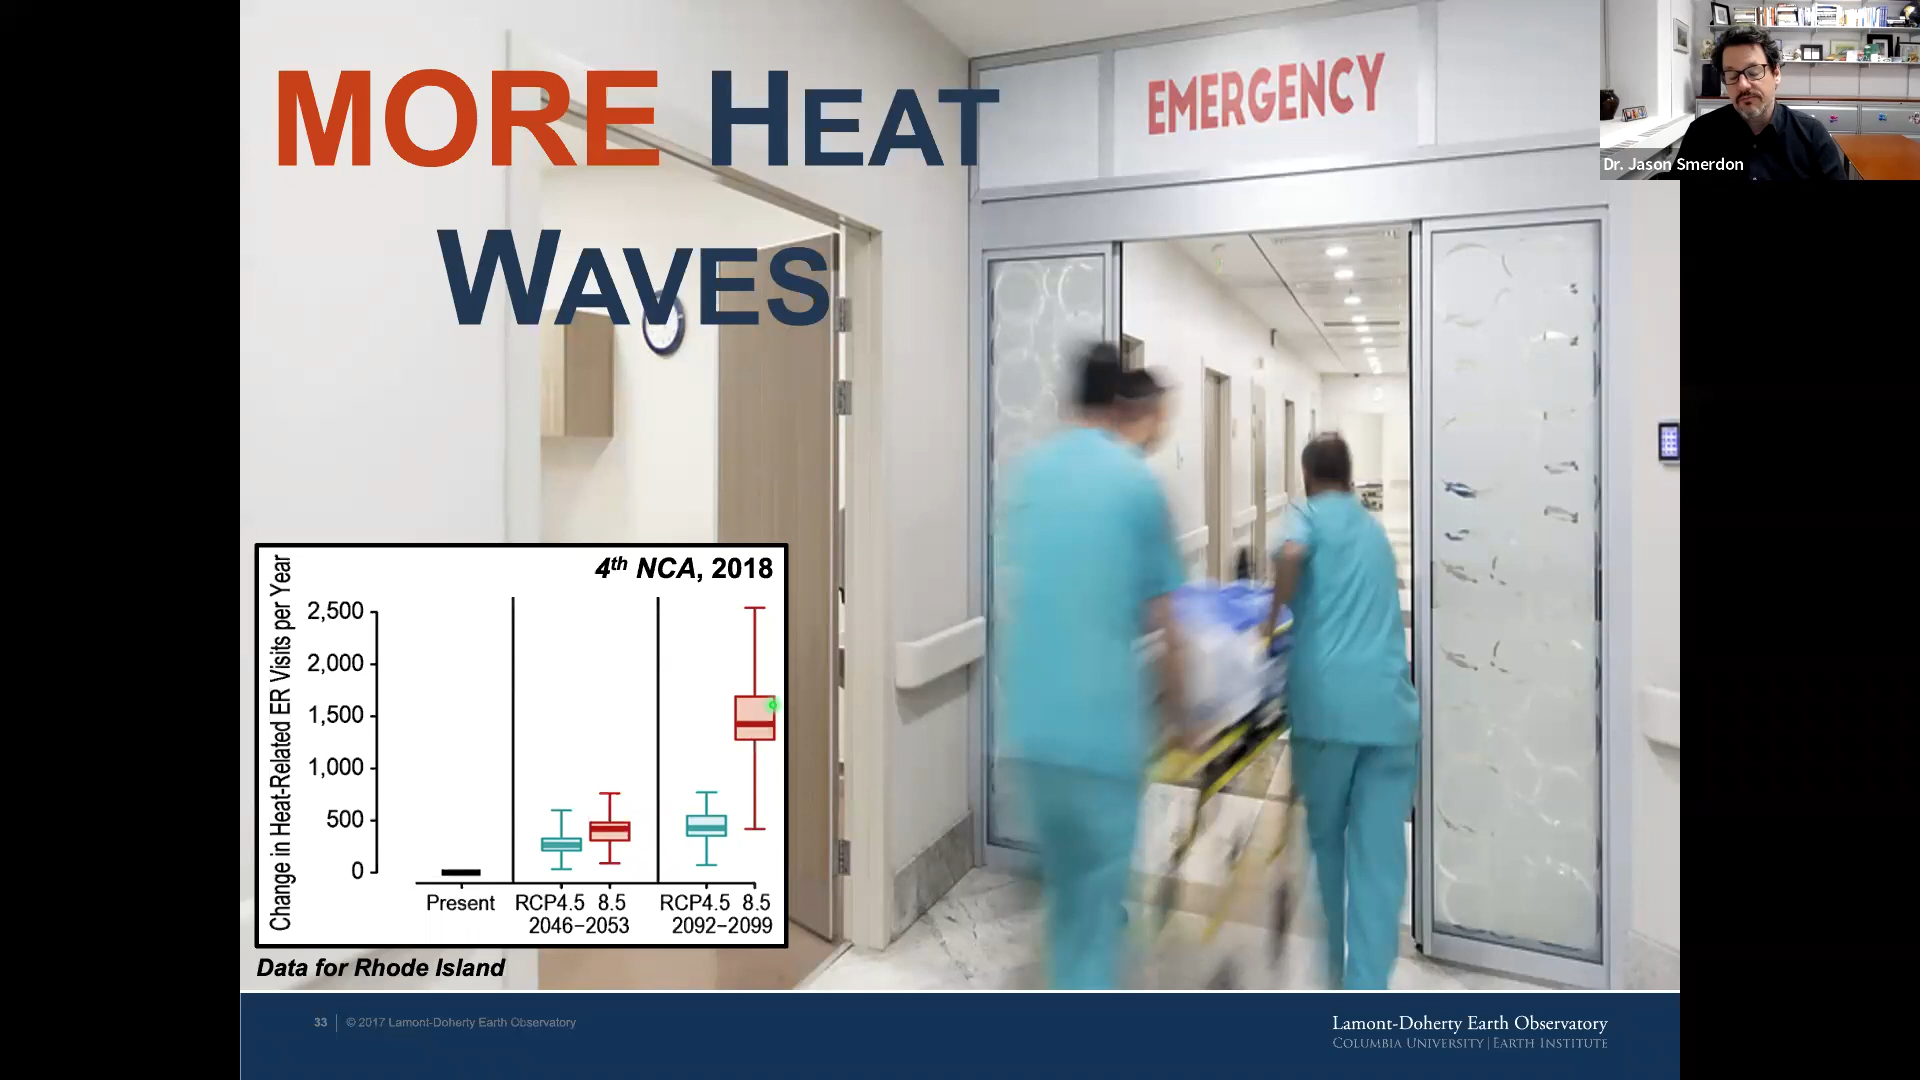 MORE HEAT
WAVES
EMERGENCY
Dr. Jason Smerdon
4th NCA, 2018
Change in Heat-Related ER Visits per Year
2,500
2,000
1,500
1,000
500
0
Present
RCP4.5 8.5
2046–2053
RCP4.5 8.5
2092–2099
Data for Rhode Island
33 | © 2017 Lamont-Doherty Earth Observatory
Lamont-Doherty Earth Observatory
COLUMBIA UNIVERSITY | EARTH INSTITUTE